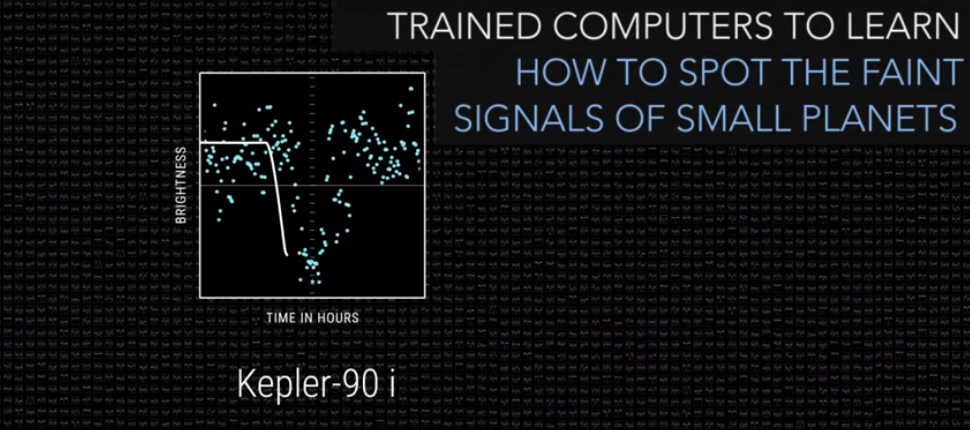 TRAINED COMPUTERS TO LEARN
HOW TO SPOT THE FAINT
SIGNALS OF SMALL PLANETS
BRIGHTNESS
TIME IN HOURS
Kepler-90 i